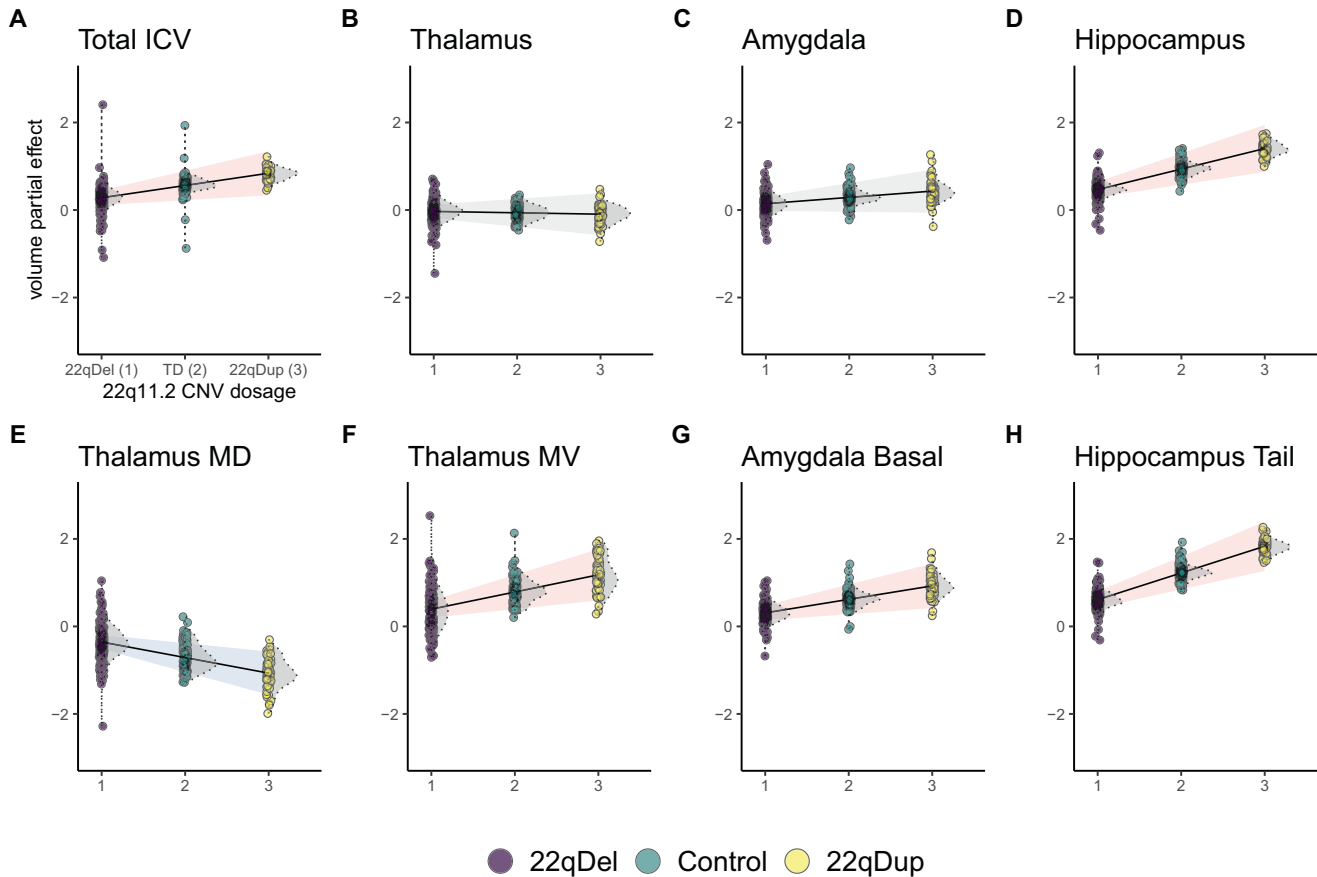 A
Total ICV
B
Thalamus
C
Amygdala
D
Hippocampus
volume partial effect
2
0
−2
22qDel (1) TD (2) 22qDup (3)
22q11.2 CNV dosage
2
0
−2
1 2 3
2
0
−2
1 2 3
2
0
−2
1 2 3
E
Thalamus MD
F
Thalamus MV
G
Amygdala Basal
H
Hippocampus Tail
2
0
−2
1 2 3
2
0
−2
1 2 3
2
0
−2
1 2 3
2
0
−2
1 2 3
22qDel Control 22qDup